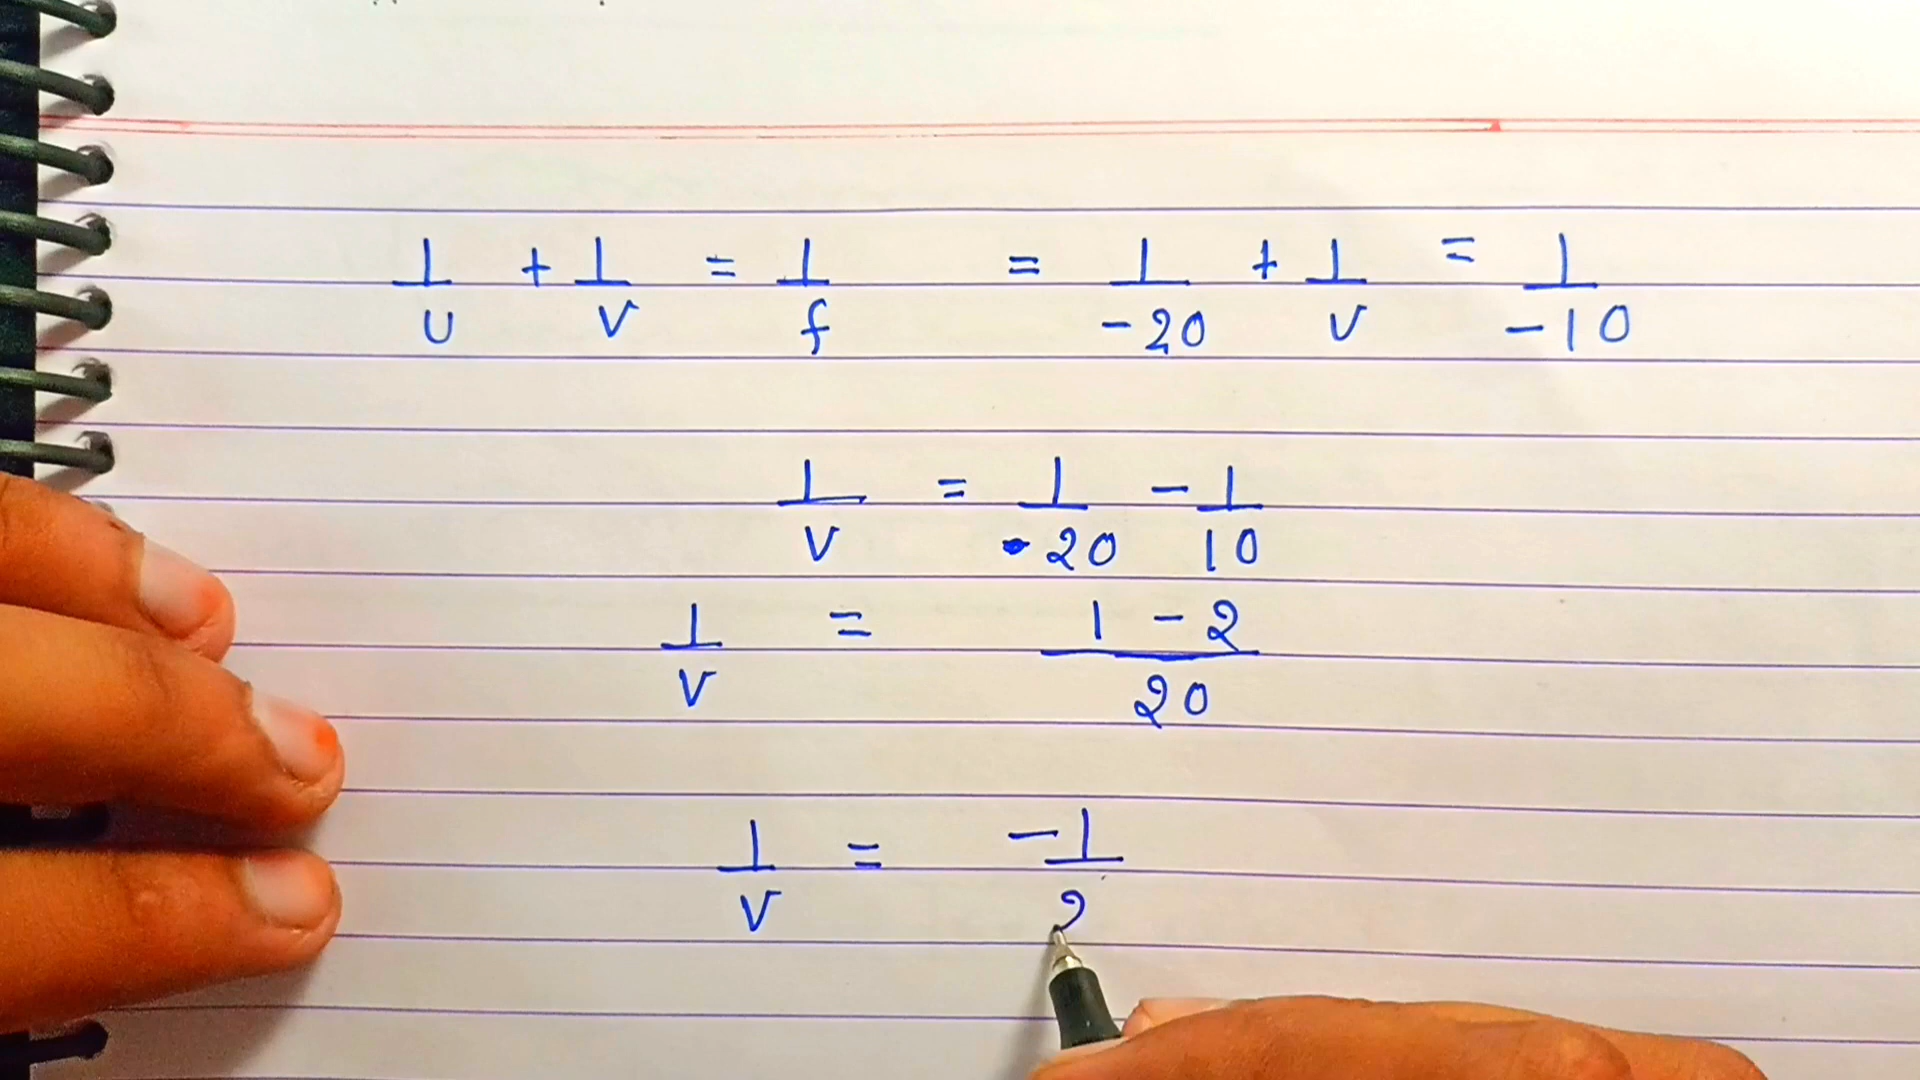 1/u + 1/v = 1/f = 1/-20 + 1/v = 1/-10
1/v = 1/20 - 1/10
1/v = 1 - 2/20
1/v = -1/2